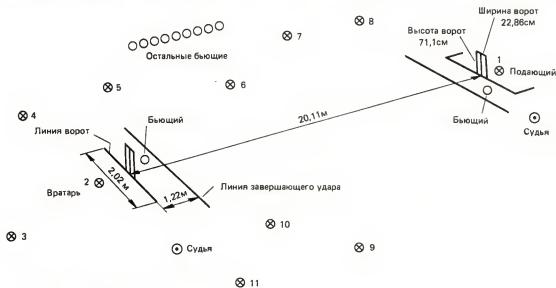 8
Ширина ворот
22,86см
7
Высота ворот
71,1см
1
Остальные бьющие
Подающий
5
6
4
20,11м
Бьющий
Линия ворот
Бьющий
Судья
2,02 м
2
Вратарь
1,22м
Линия завершающего удара
10
3
Судья
9
11